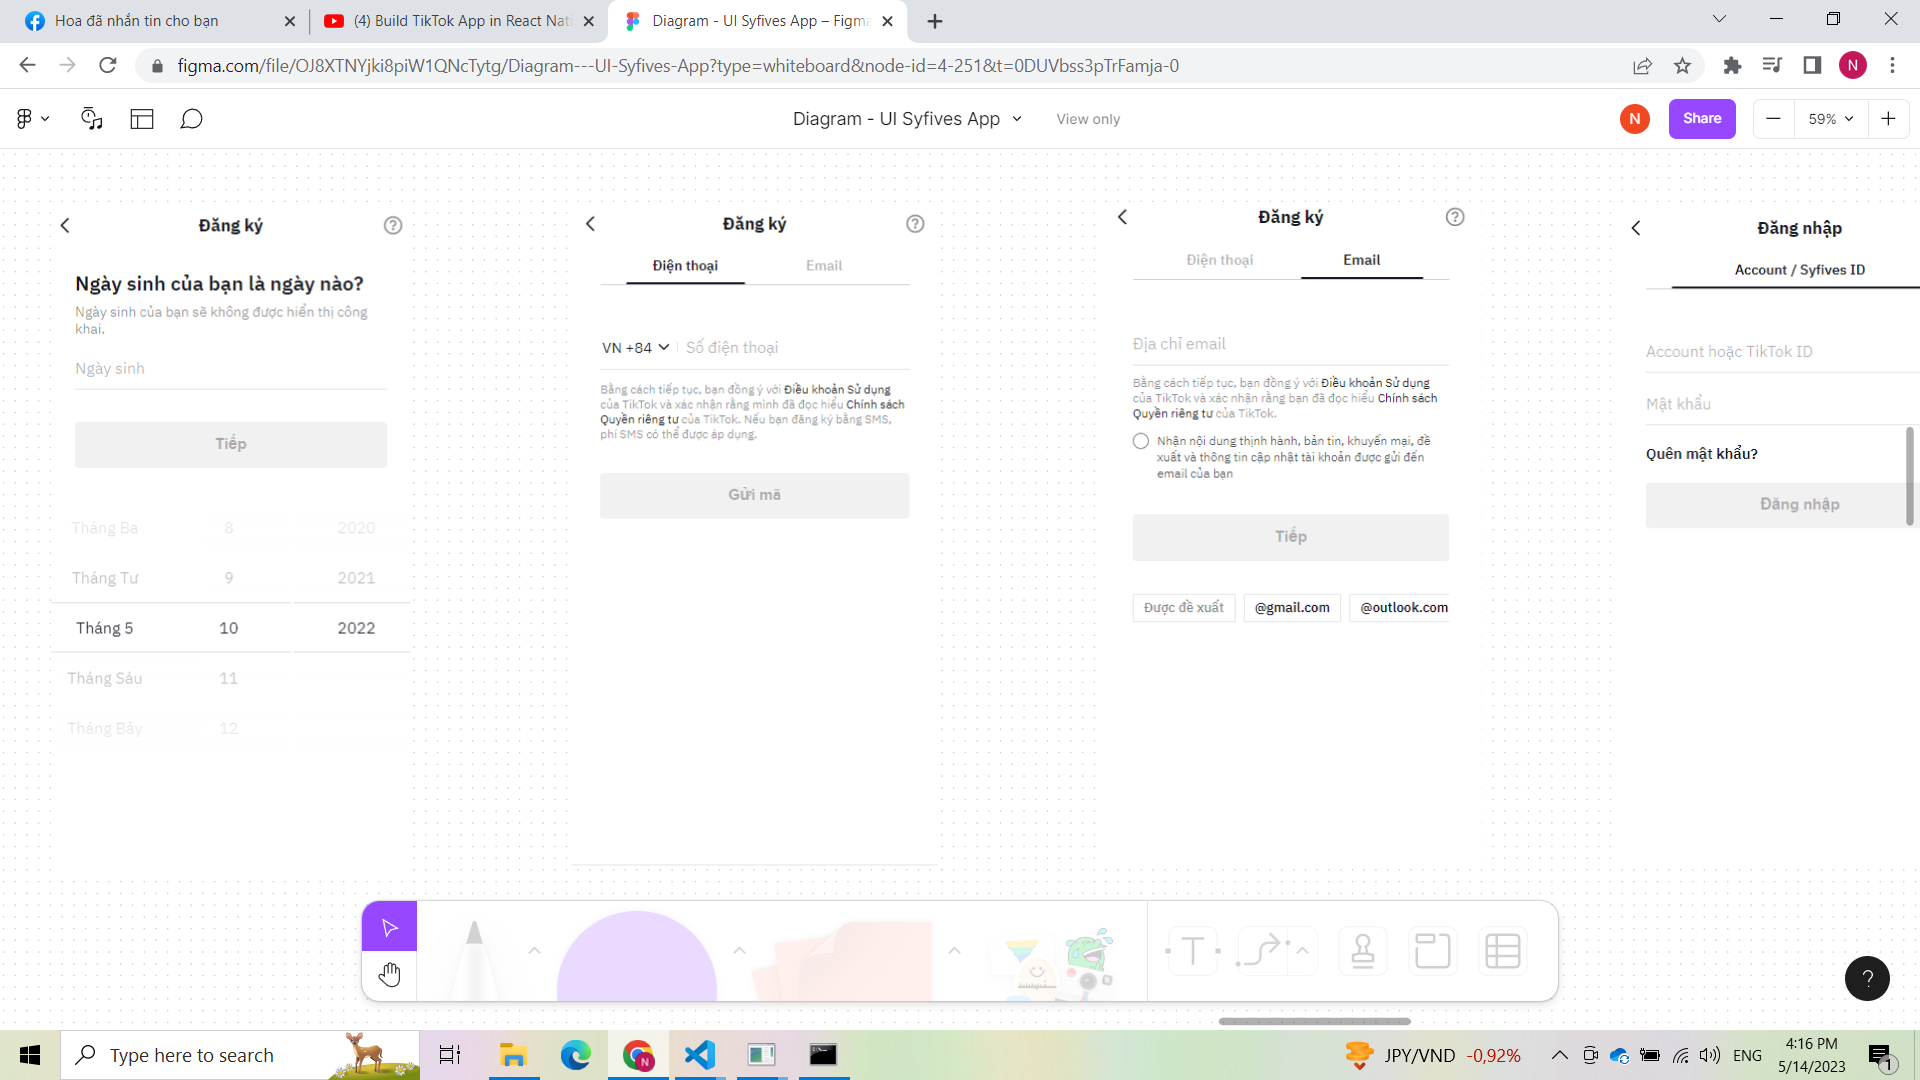 Hoa đã nhắn tin cho bạn
(4) Build TikTok App in React Nati
Diagram - UI Syfives App – Figma
figma.com/file/OJ8XTNYjki8piW1QNcTytg/Diagram---UI-Syfives-App?type=whiteboard&node-id=4-251&t=0DUVbss3pTrFamja-0
N
Diagram - UI Syfives App
View only
N
Share
59%
Đăng ký
Ngày sinh của bạn là ngày nào?
Ngày sinh của bạn sẽ không được hiển thị công
khai.
Ngày sinh
Tiếp
Tháng Ba 8 2020
Tháng Tư 9 2021
Tháng 5 10 2022
Tháng Sáu 11
Tháng Bảy 12
Đăng ký
Điện thoại Email
VN +84 Số điện thoại
Bằng cách tiếp tục, bạn đồng ý với Điều khoản Sử dụng
của TikTok và xác nhận rằng mình đã đọc hiểu Chính sách
Quyền riêng tư của TikTok. Nếu bạn đăng ký bằng SMS,
phí SMS có thể được áp dụng.
Gửi mã
Đăng ký
Điện thoại Email
Địa chỉ email
Bằng cách tiếp tục, bạn đồng ý với Điều khoản Sử dụng
của TikTok và xác nhận rằng bạn đã đọc hiểu Chính sách
Quyền riêng tư của TikTok.
Nhận nội dung thịnh hành, bản tin, khuyến mại, đề
xuất và thông tin cập nhật tài khoản được gửi đến
email của bạn
Tiếp
Được đề xuất @gmail.com @outlook.com
Đăng nhập
Account / Syfives ID
Account hoặc TikTok ID
Mật khẩu
Quên mật khẩu?
Đăng nhập
T
?
Type here to search
N
JPY/VND -0,92%
ENG
4:16 PM
5/14/2023
1